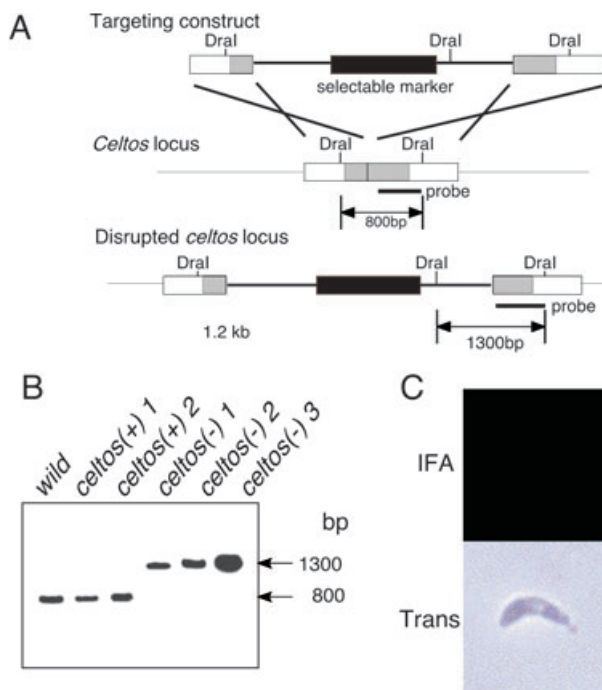 A
Targeting construct
DraI DraI DraI
selectable marker
Celtos locus
DraI DraI
probe
800bp
Disrupted celtos locus
DraI DraI DraI
probe
1.2 kb
1300bp
B
wild
celtos(+) 1
celtos(+) 2
celtos(-) 1
celtos(-) 2
celtos(-) 3
bp
1300
800
C
IFA
Trans